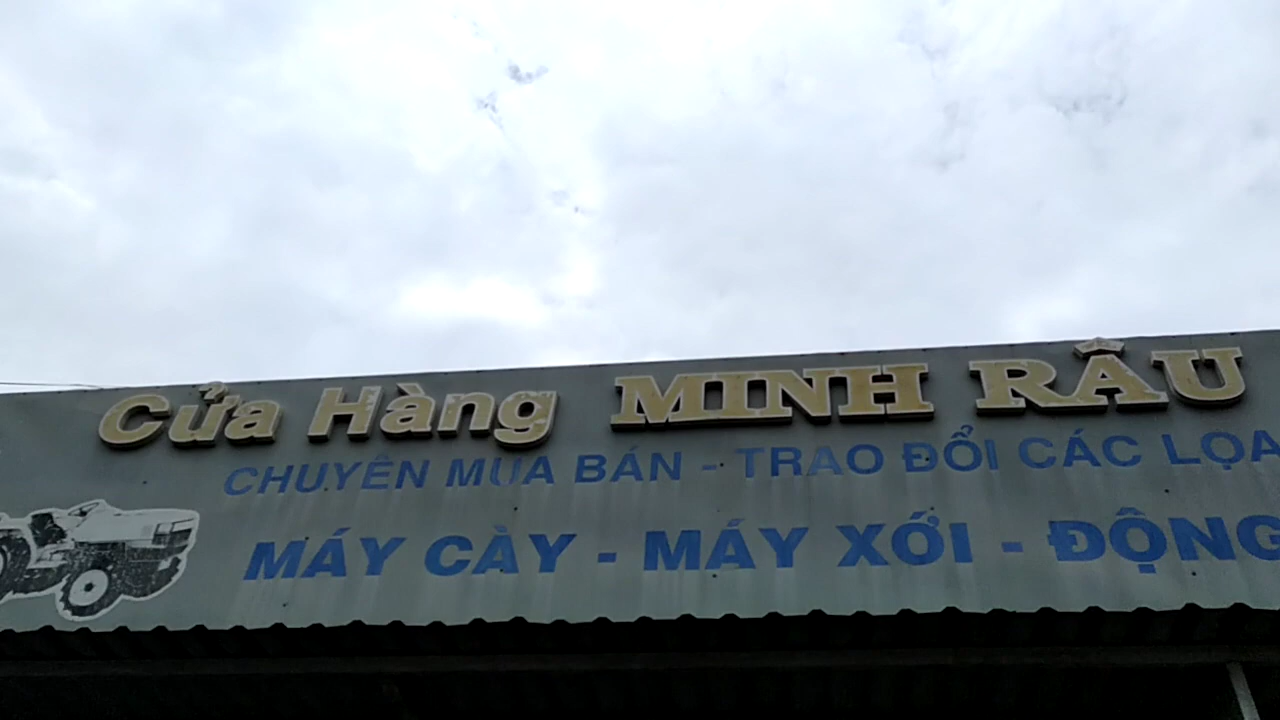 Cửa Hàng MINH RÂU
CHUYÊN MUA BÁN - TRAO ĐỔI CÁC LOẠ
MÁY CÀY - MÁY XỚI - ĐỘNG